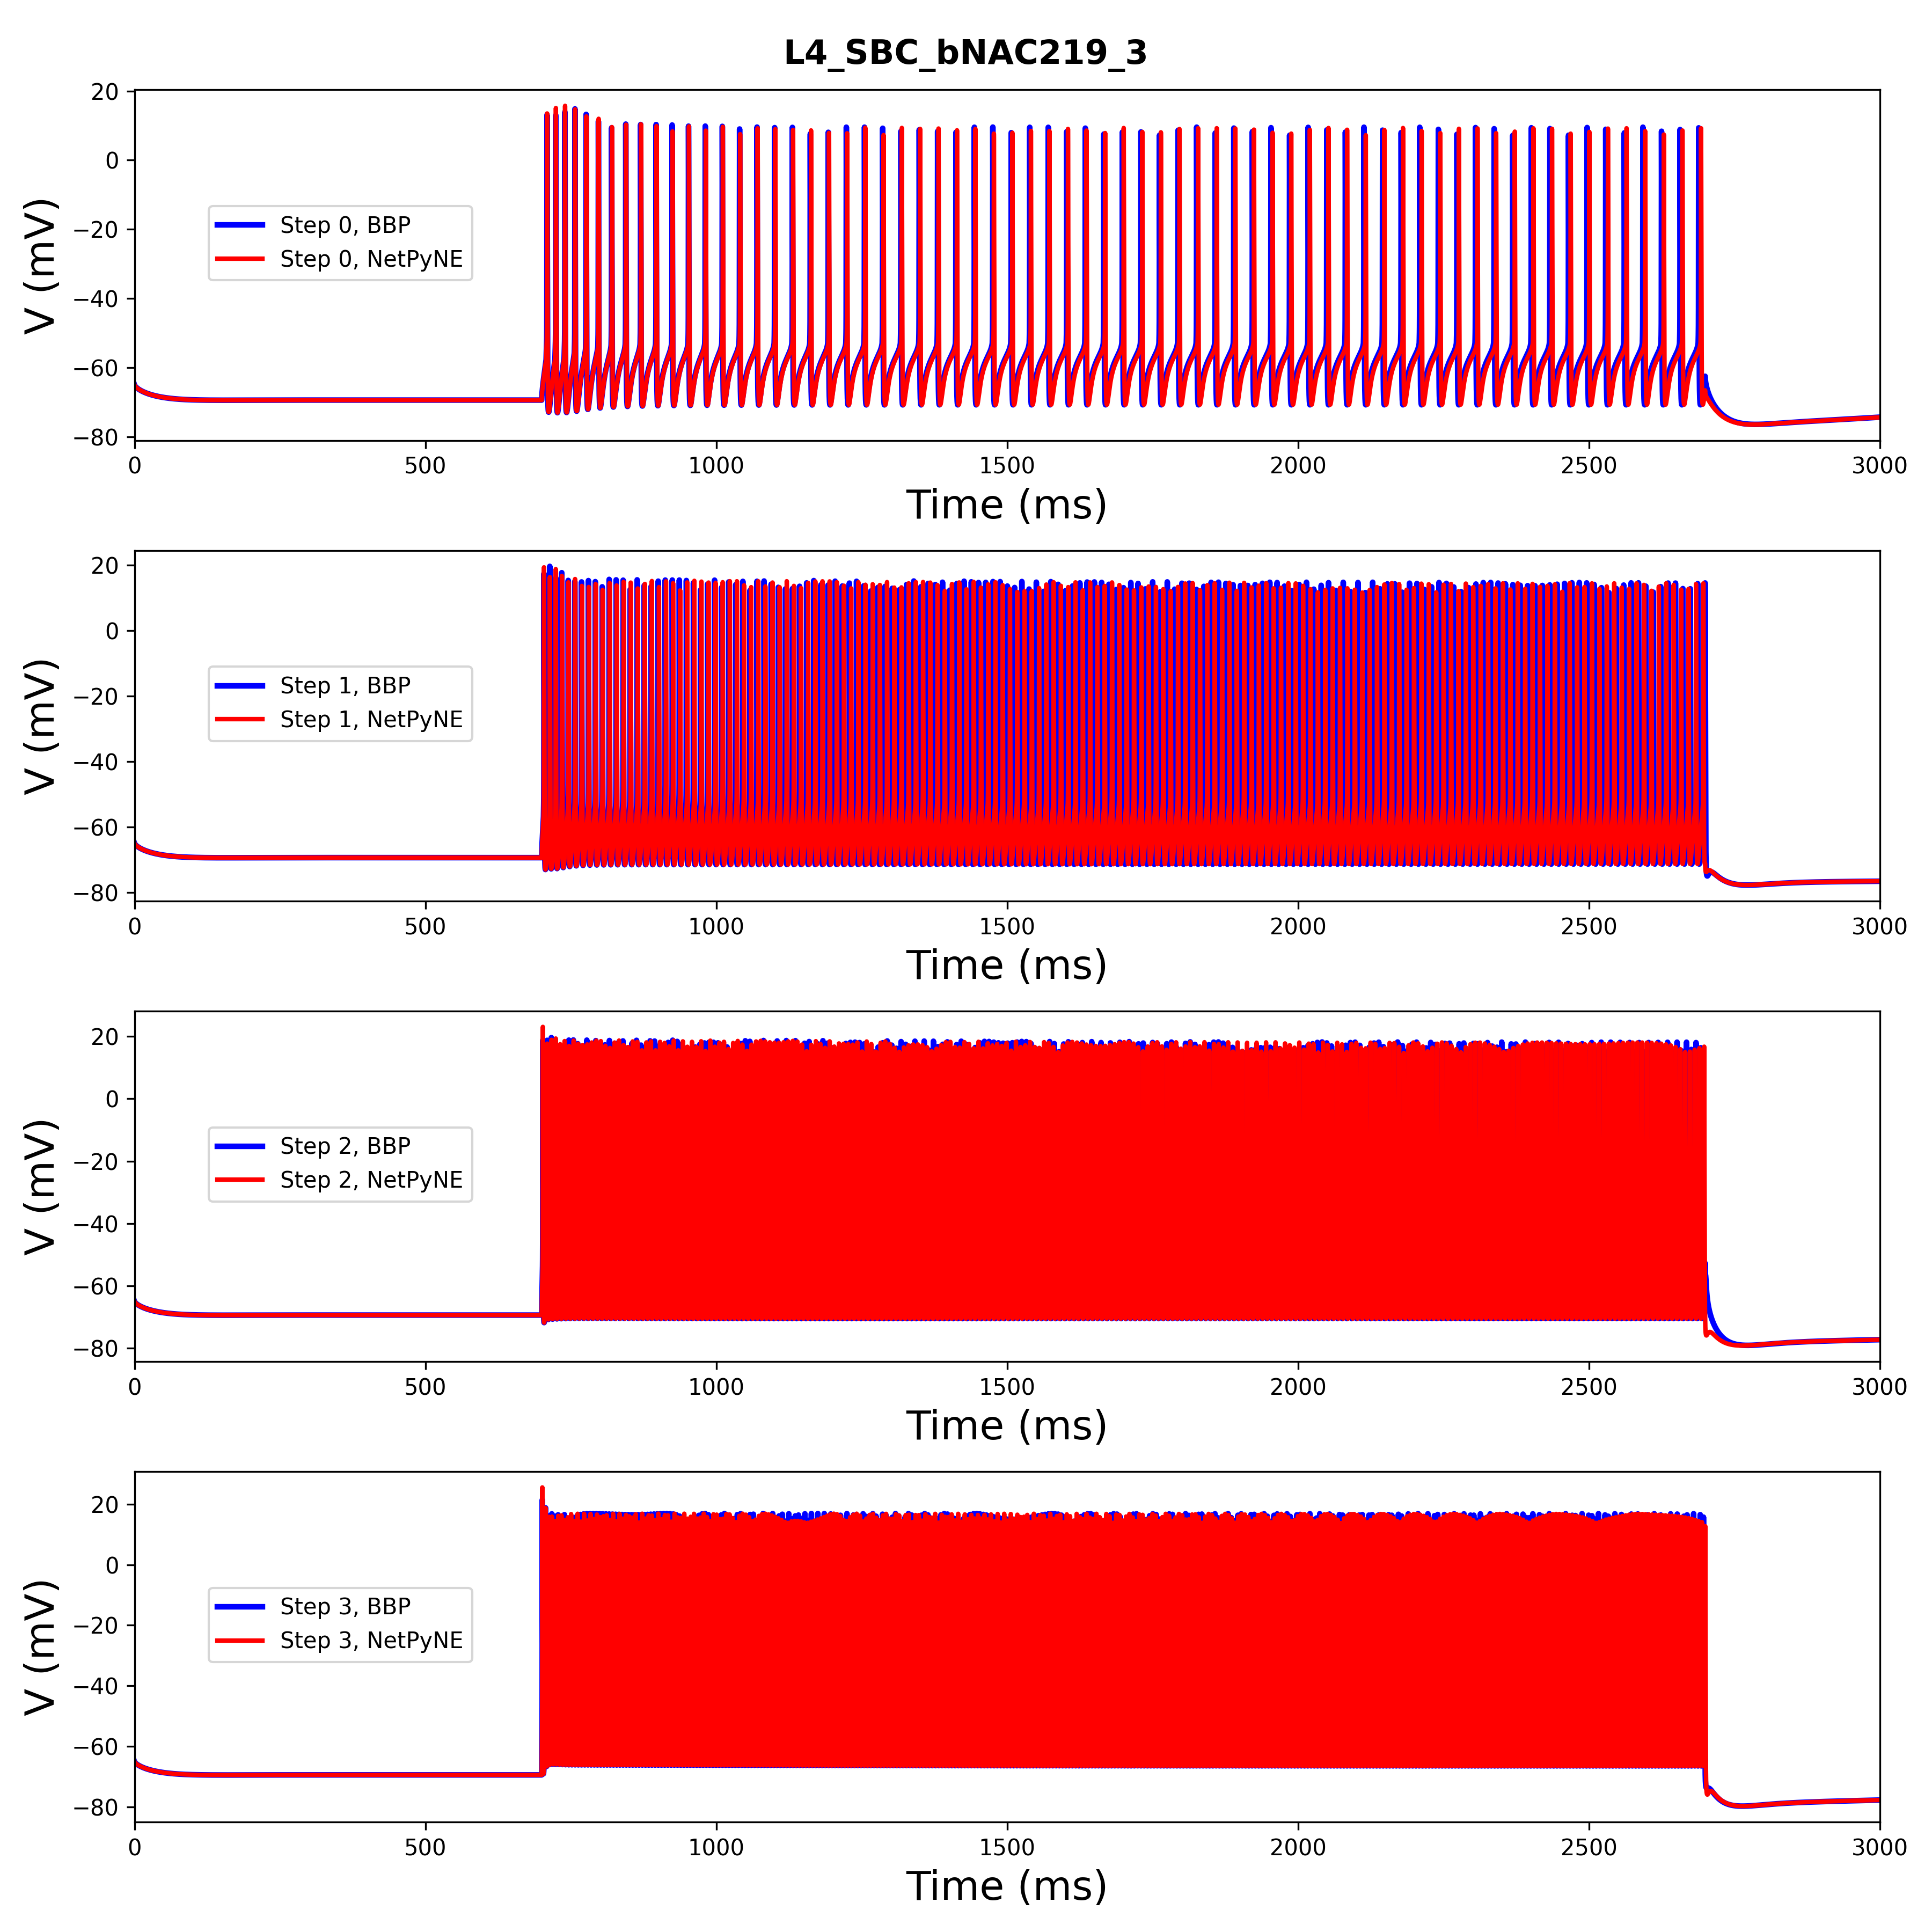 L4_SBC_bNAC219_3
20
0
−20
−40
−60
−80
V (mV)
Step 0, BBP
Step 0, NetPyNE
0 500 1000 1500 2000 2500 3000
Time (ms)
20
0
−20
−40
−60
−80
V (mV)
Step 1, BBP
Step 1, NetPyNE
0 500 1000 1500 2000 2500 3000
Time (ms)
20
0
−20
−40
−60
−80
V (mV)
Step 2, BBP
Step 2, NetPyNE
0 500 1000 1500 2000 2500 3000
Time (ms)
20
0
−20
−40
−60
−80
V (mV)
Step 3, BBP
Step 3, NetPyNE
0 500 1000 1500 2000 2500 3000
Time (ms)